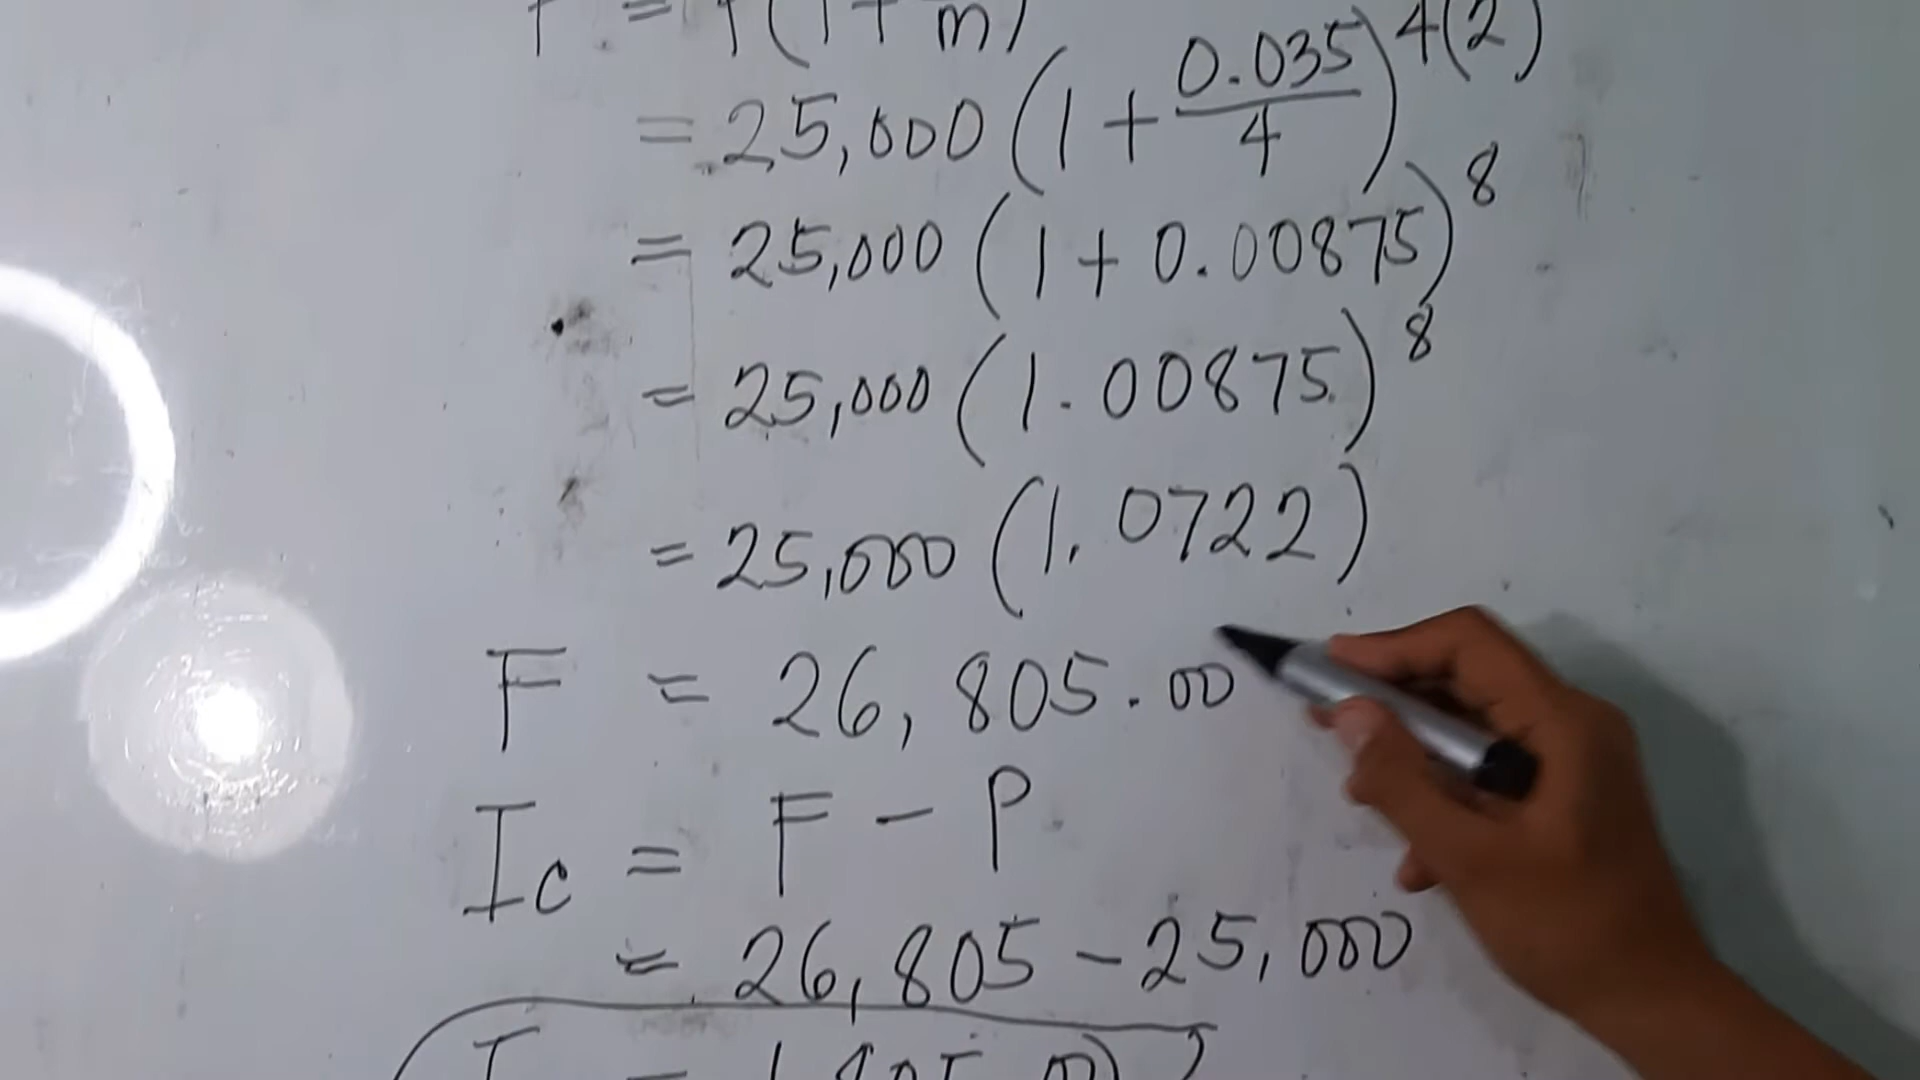 = 25,000 (1 + 0.035/4)^4(2)
= 25,000 (1 + 0.00875)^8
= 25,000 (1.00875)^8
= 25,000 (1.0722)
F = 26,805.00
Ic = F - P
= 26,805 - 25,000